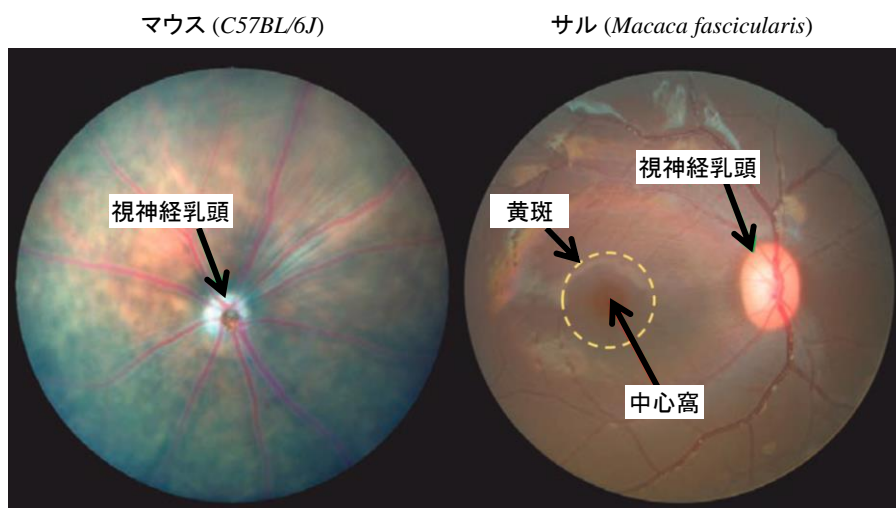 マウス (C57BL/6J)
サル (Macaca fascicularis)
視神経乳頭
視神経乳頭
黄斑
中心窩